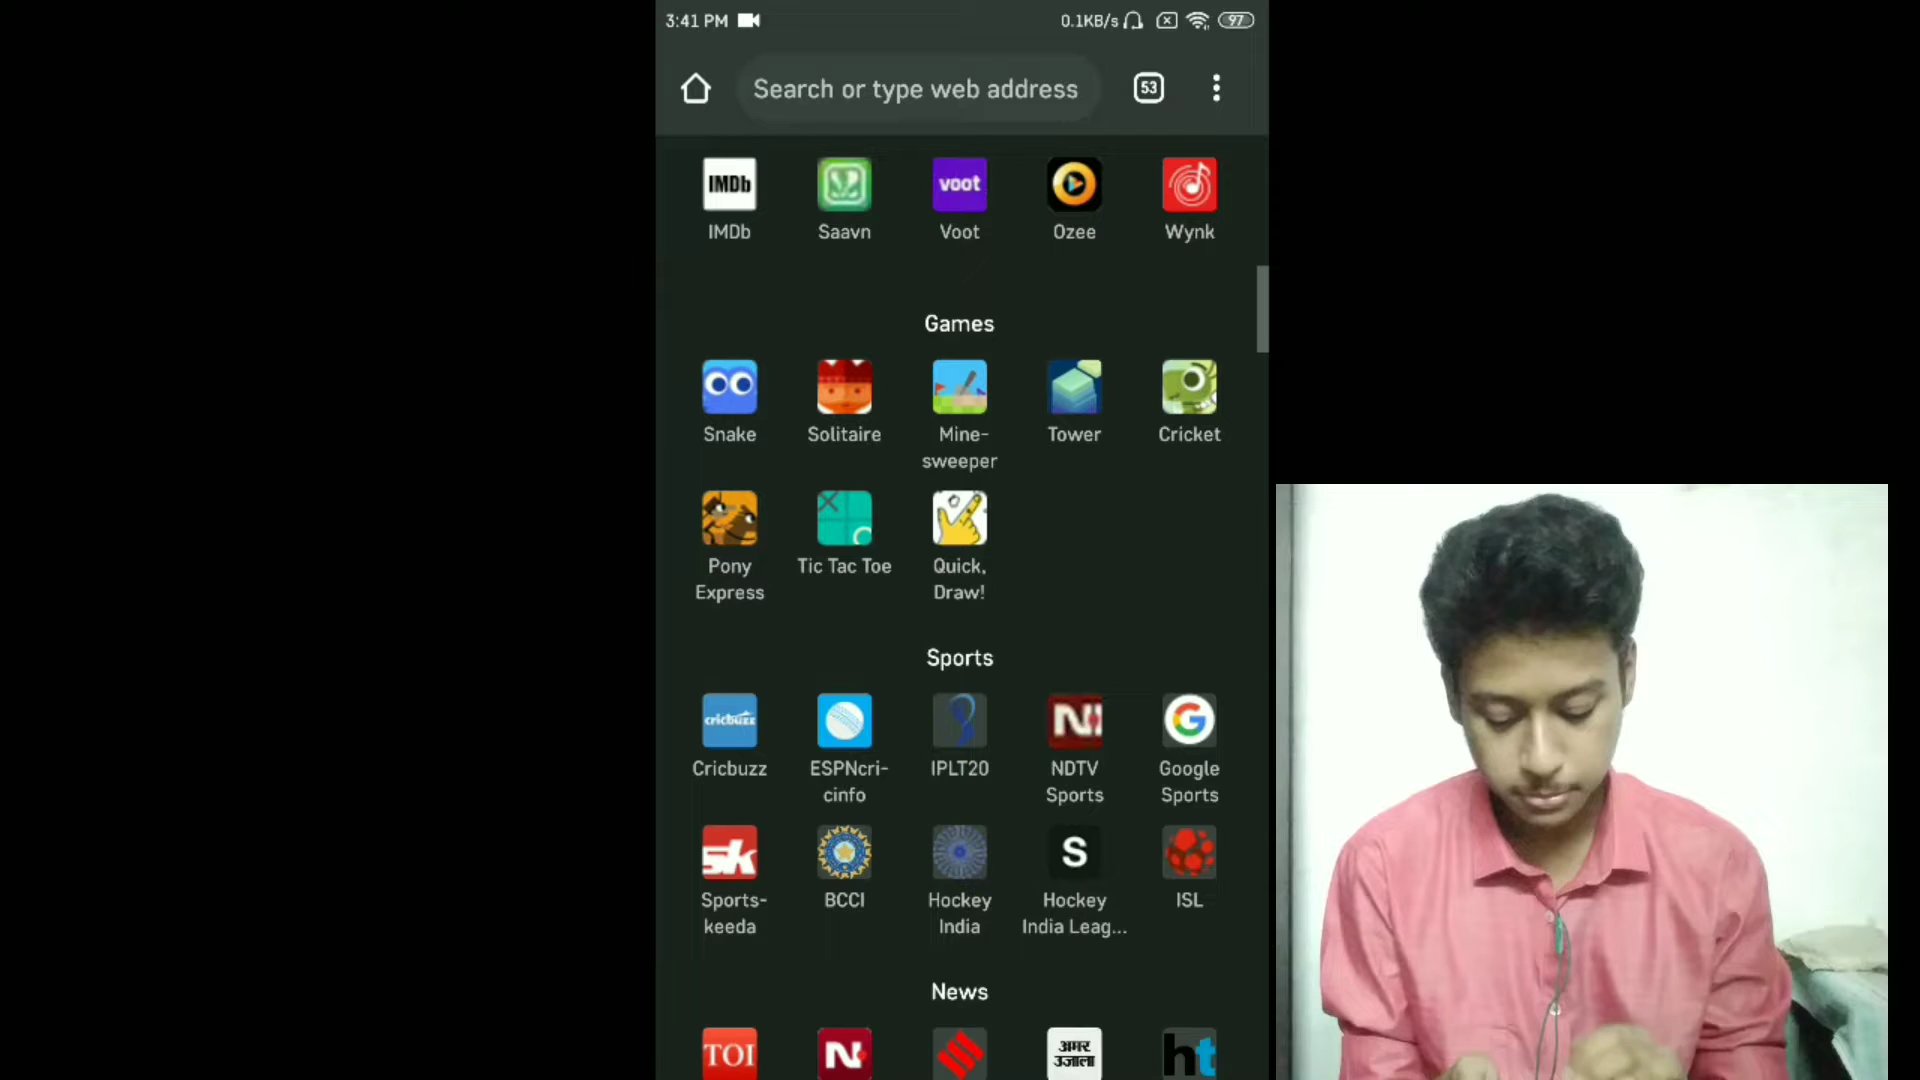 3:41 PM 0.1KB/s 97
Search or type web address 53
IMDb voot
IMDb Saavn Voot Ozee Wynk
Games
Snake Solitaire Mine- Tower Cricket
sweeper
Pony Tic Tac Toe Quick,
Express Draw!
Sports
cricbuzz N G
Cricbuzz ESPNcri- IPLT20 NDTV Google
cinfo Sports Sports
sk S
Sports- BCCI Hockey Hockey ISL
keeda India India Leag...
News
TOI N अमर ht
उजाला